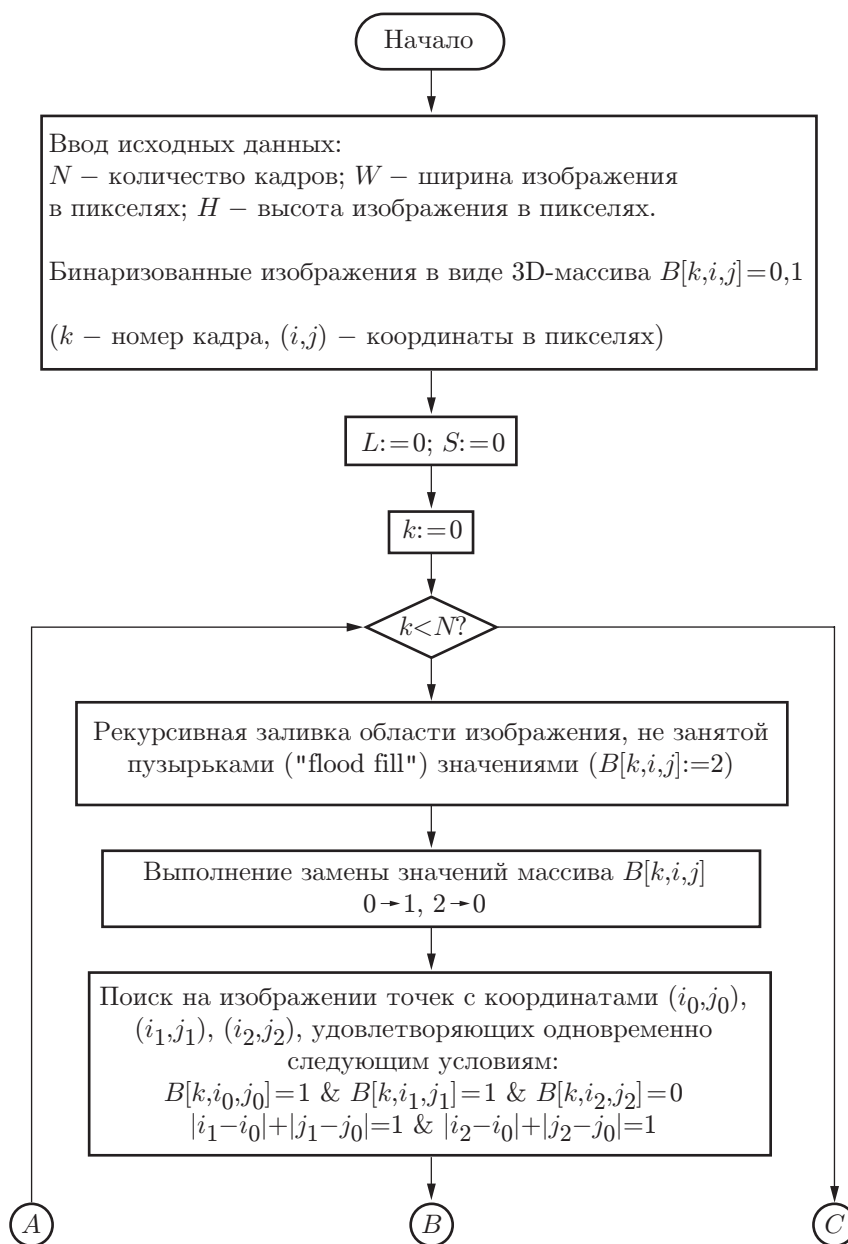 Начало
Ввод исходных данных:
N – количество кадров; W – ширина изображения
в пикселях; H – высота изображения в пикселях.
Бинаризованные изображения в виде 3D-массива B[k,i,j]=0,1
(k – номер кадра, (i,j) – координаты в пикселях)
L:=0; S:=0
k:=0
k<N?
Рекурсивная заливка области изображения, не занятой
пузырьками ("flood fill") значениями (B[k,i,j]:=2)
Выполнение замены значений массива B[k,i,j]
0→1, 2→0
Поиск на изображении точек с координатами (i₀,j₀),
(i₁,j₁), (i₂,j₂), удовлетворяющих одновременно
следующим условиям:
B[k,i₀,j₀]=1 & B[k,i₁,j₁]=1 & B[k,i₂,j₂]=0
|i₁–i₀|+|j₁–j₀|=1 & |i₂–i₀|+|j₂–j₀|=1
A B C